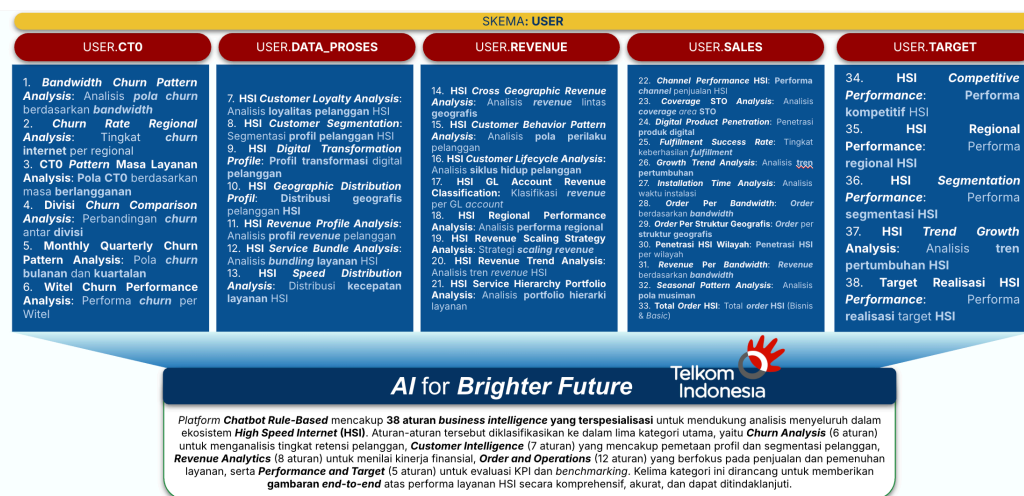 SKEMA: USER
USER.CT0
1. Bandwidth Churn Pattern
Analysis: Analisis pola churn
berdasarkan bandwidth
2. Churn Rate Regional
Analysis: Tingkat churn
internet per regional
3. CT0 Pattern Masa Layanan
Analysis: Pola CT0 berdasarkan
masa berlangganan
4. Divisi Churn Comparison
Analysis: Perbandingan churn
antar divisi
5. Monthly Quarterly Churn
Pattern Analysis: Pola churn
bulanan dan kuartalan
6. Witel Churn Performance
Analysis: Performa churn per
Witel
USER.DATA_PROSES
7. HSI Customer Loyalty Analysis:
Analisis loyalitas pelanggan HSI
8. HSI Customer Segmentation:
Segmentasi profil pelanggan HSI
9. HSI Digital Transformation
Profile: Profil transformasi digital
pelanggan
10. HSI Geographic Distribution
Profil: Distribusi geografis
pelanggan HSI
11. HSI Revenue Profile Analysis:
Analisis profil revenue pelanggan
12. HSI Service Bundle Analysis:
Analisis bundling layanan HSI
13. HSI Speed Distribution
Analysis: Distribusi kecepatan
layanan HSI
USER.REVENUE
14. HSI Cross Geographic Revenue
Analysis: Analisis revenue lintas
geografis
15. HSI Customer Behavior Pattern
Analysis: Analisis pola perilaku
pelanggan
16. HSI Customer Lifecycle Analysis:
Analisis siklus hidup pelanggan
17. HSI GL Account Revenue
Classification: Klasifikasi revenue
per GL account
18. HSI Regional Performance
Analysis: Analisis performa regional
19. HSI Revenue Scaling Strategy
Analysis: Strategi scaling revenue
20. HSI Revenue Trend Analysis:
Analisis tren revenue HSI
21. HSI Service Hierarchy Portfolio
Analysis: Analisis portfolio hierarki
layanan
USER.SALES
22. Channel Performance HSI: Performa
channel penjualan HSI
23. Coverage STO Analysis: Analisis
coverage area STO
24. Digital Product Penetration: Penetrasi
produk digital
25. Fulfillment Success Rate: Tingkat
keberhasilan fulfillment
26. Growth Trend Analysis: Analisis tren
pertumbuhan
27. Installation Time Analysis: Analisis
waktu instalasi
28. Order Per Bandwidth: Order
berdasarkan bandwidth
29. Order Per Struktur Geografis: Order per
struktur geografis
30. Penetrasi HSI Wilayah: Penetrasi HSI
per wilayah
31. Revenue Per Bandwidth: Revenue
berdasarkan bandwidth
32. Seasonal Pattern Analysis: Analisis
pola musiman
33. Total Order HSI: Total order HSI (Bisnis
& Basic)
USER.TARGET
34. HSI Competitive
Performance: Performa
kompetitif HSI
35. HSI Regional
Performance: Performa
regional HSI
36. HSI Segmentation
Performance: Performa
segmentasi HSI
37. HSI Trend Growth
Analysis: Analisis tren
pertumbuhan HSI
38. Target Realisasi HSI
Performance: Performa
realisasi target HSI
AI for Brighter Future
Telkom
Indonesia
Platform Chatbot Rule-Based mencakup 38 aturan business intelligence yang terspesialisasi untuk mendukung analisis menyeluruh dalam
ekosistem High Speed Internet (HSI). Aturan-aturan tersebut diklasifikasikan ke dalam lima kategori utama, yaitu Churn Analysis (6 aturan)
untuk menganalisis tingkat retensi pelanggan, Customer Intelligence (7 aturan) yang mencakup pemetaan profil dan segmentasi pelanggan,
Revenue Analytics (8 aturan) untuk menilai kinerja finansial, Order and Operations (12 aturan) yang berfokus pada penjualan dan pemenuhan
layanan, serta Performance and Target (5 aturan) untuk evaluasi KPI dan benchmarking. Kelima kategori ini dirancang untuk memberikan
gambaran end-to-end atas performa layanan HSI secara komprehensif, akurat, dan dapat ditindaklanjuti.